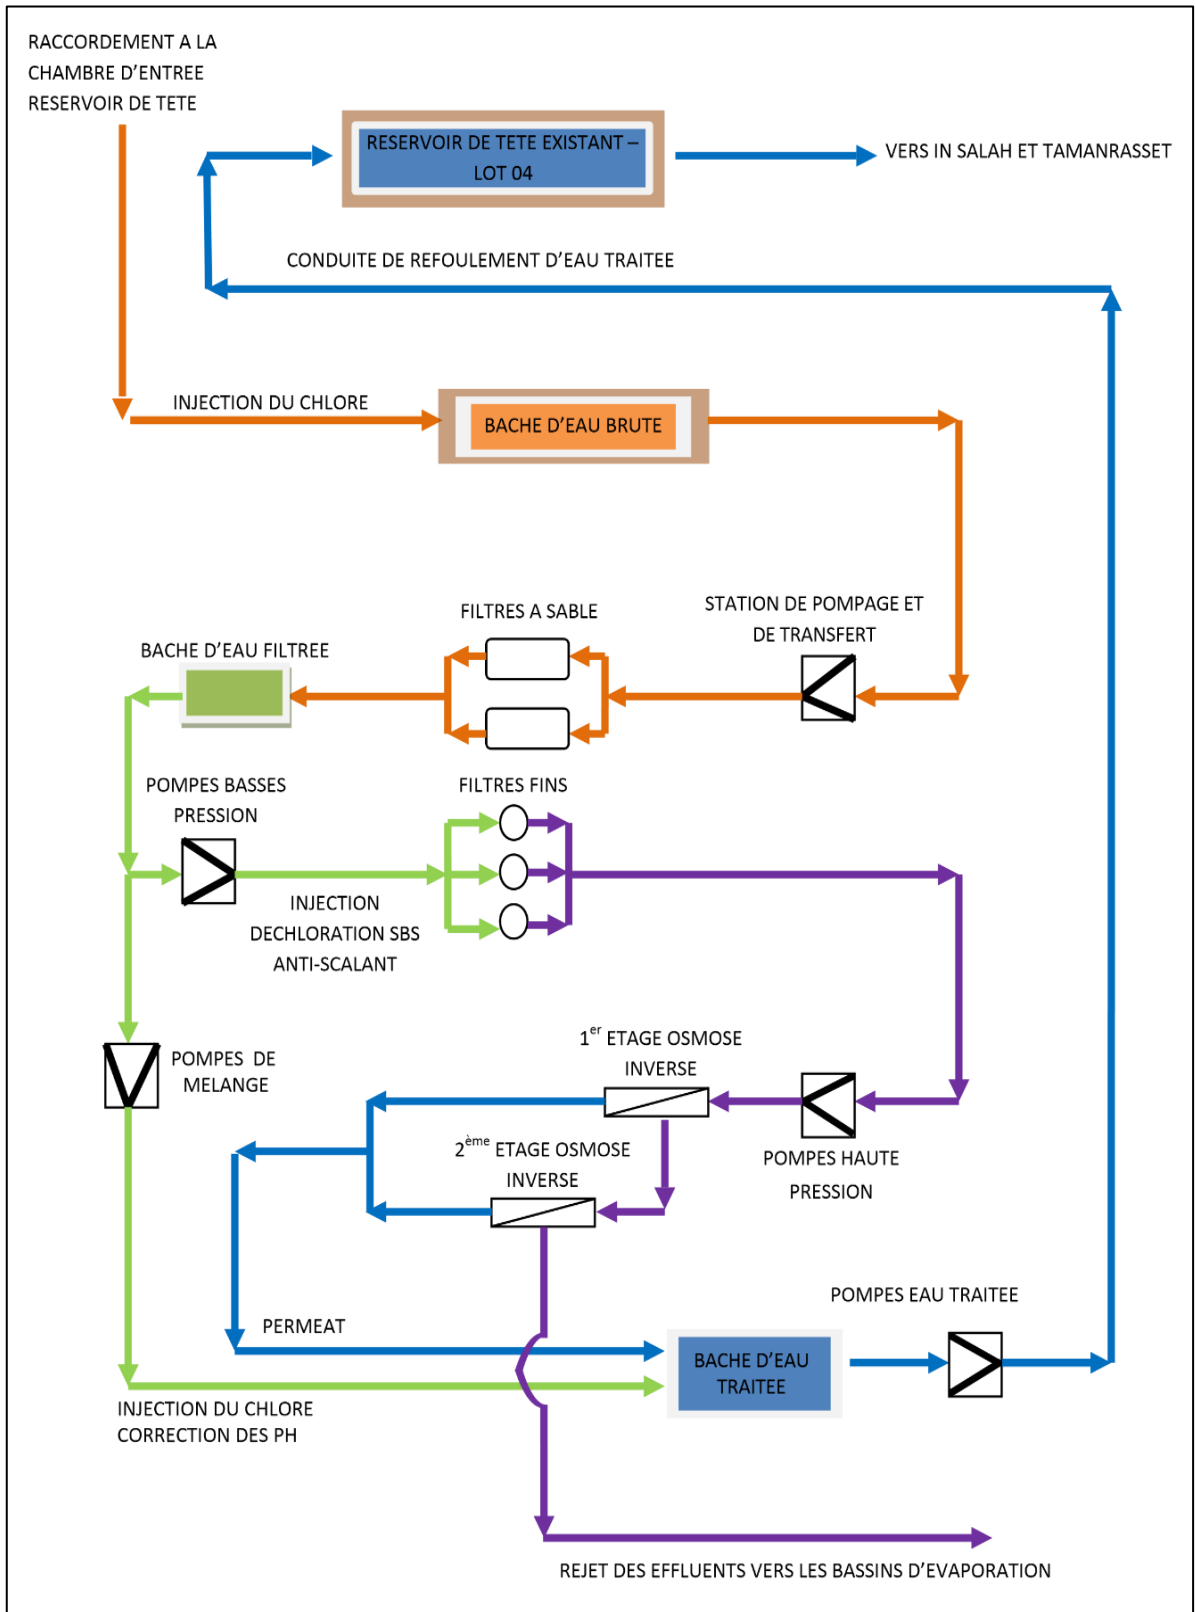 RACCORDEMENT A LA
CHAMBRE D'ENTREE
RESERVOIR DE TETE
RESERVOIR DE TETE EXISTANT –
LOT 04
VERS IN SALAH ET TAMANRASSET
CONDUITE DE REFOULEMENT D'EAU TRAITEE
INJECTION DU CHLORE
BACHE D'EAU BRUTE
STATION DE POMPAGE ET
DE TRANSFERT
FILTRES A SABLE
BACHE D'EAU FILTREE
POMPES BASSES
PRESSION
FILTRES FINS
INJECTION
DECHLORATION SBS
ANTI-SCALANT
POMPES DE
MELANGE
1er ETAGE OSMOSE
INVERSE
2ème ETAGE OSMOSE
INVERSE
POMPES HAUTE
PRESSION
POMPES EAU TRAITEE
PERMEAT
BACHE D'EAU
TRAITEE
INJECTION DU CHLORE
CORRECTION DES PH
REJET DES EFFLUENTS VERS LES BASSINS D'EVAPORATION